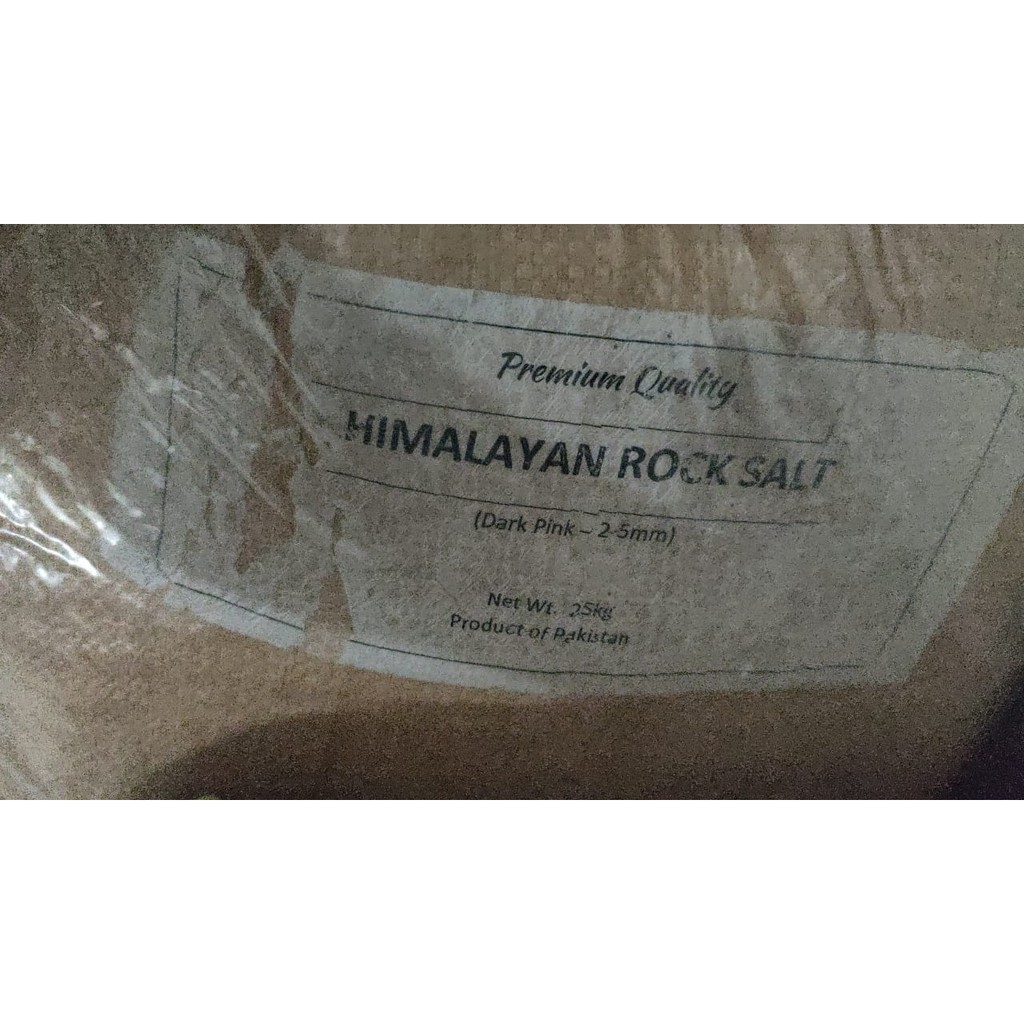 Premium Quality
HIMALAYAN ROCK SALT
(Dark Pink – 2-5mm)
Net Wt. 25kg
Product of Pakistan